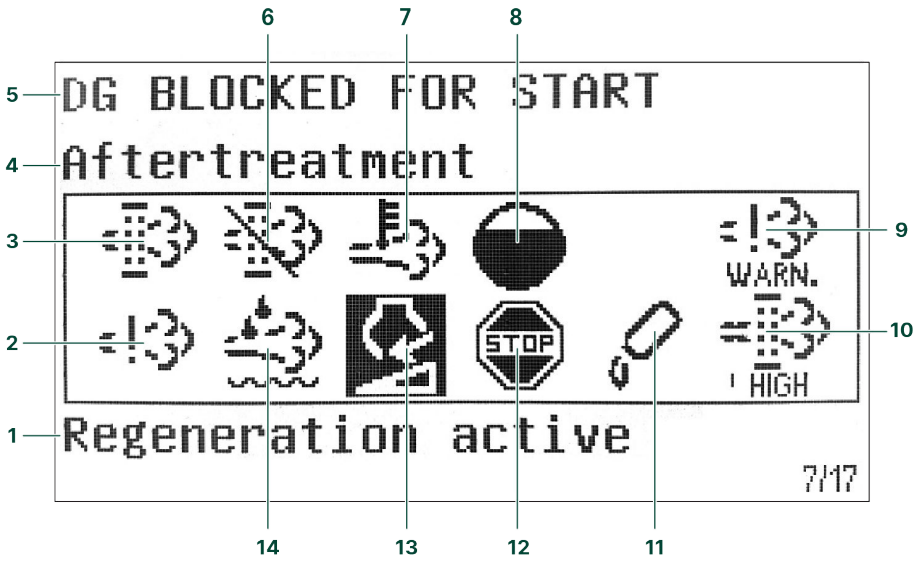 6 7 8
5 DG BLOCKED FOR START
4 Aftertreatment
3 9
WARN.
2 STOP 10
HIGH
1 Regeneration active
7/17
14 13 12 11